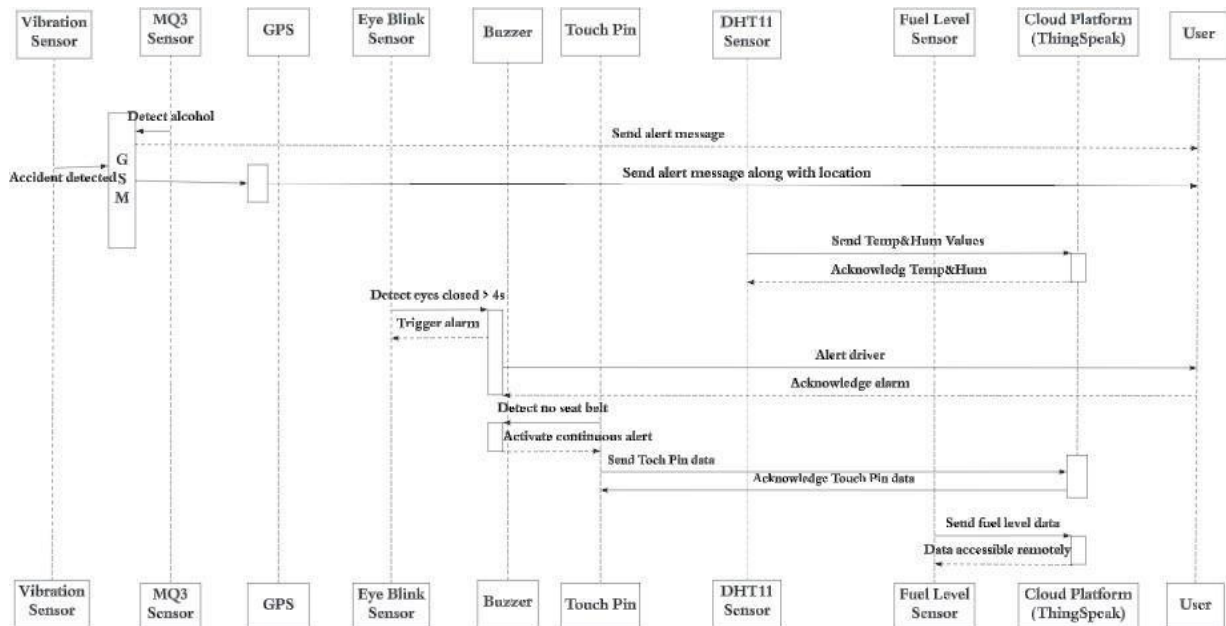 Vibration Sensor
MQ3 Sensor
GPS
Eye Blink Sensor
Buzzer
Touch Pin
DHT11 Sensor
Fuel Level Sensor
Cloud Platform (ThingSpeak)
User
Detect alcohol
Send alert message
G
S
M
Accident detected
Send alert message along with location
Send Temp&Hum Values
Acknowledg Temp&Hum
Detect eyes closed > 4s
Trigger alarm
Alert driver
Acknowledge alarm
Detect no seat belt
Activate continuous alert
Send Toch Pin data
Acknowledge Touch Pin data
Send fuel level data
Data accessible remotely
Vibration Sensor
MQ3 Sensor
GPS
Eye Blink Sensor
Buzzer
Touch Pin
DHT11 Sensor
Fuel Level Sensor
Cloud Platform (ThingSpeak)
User